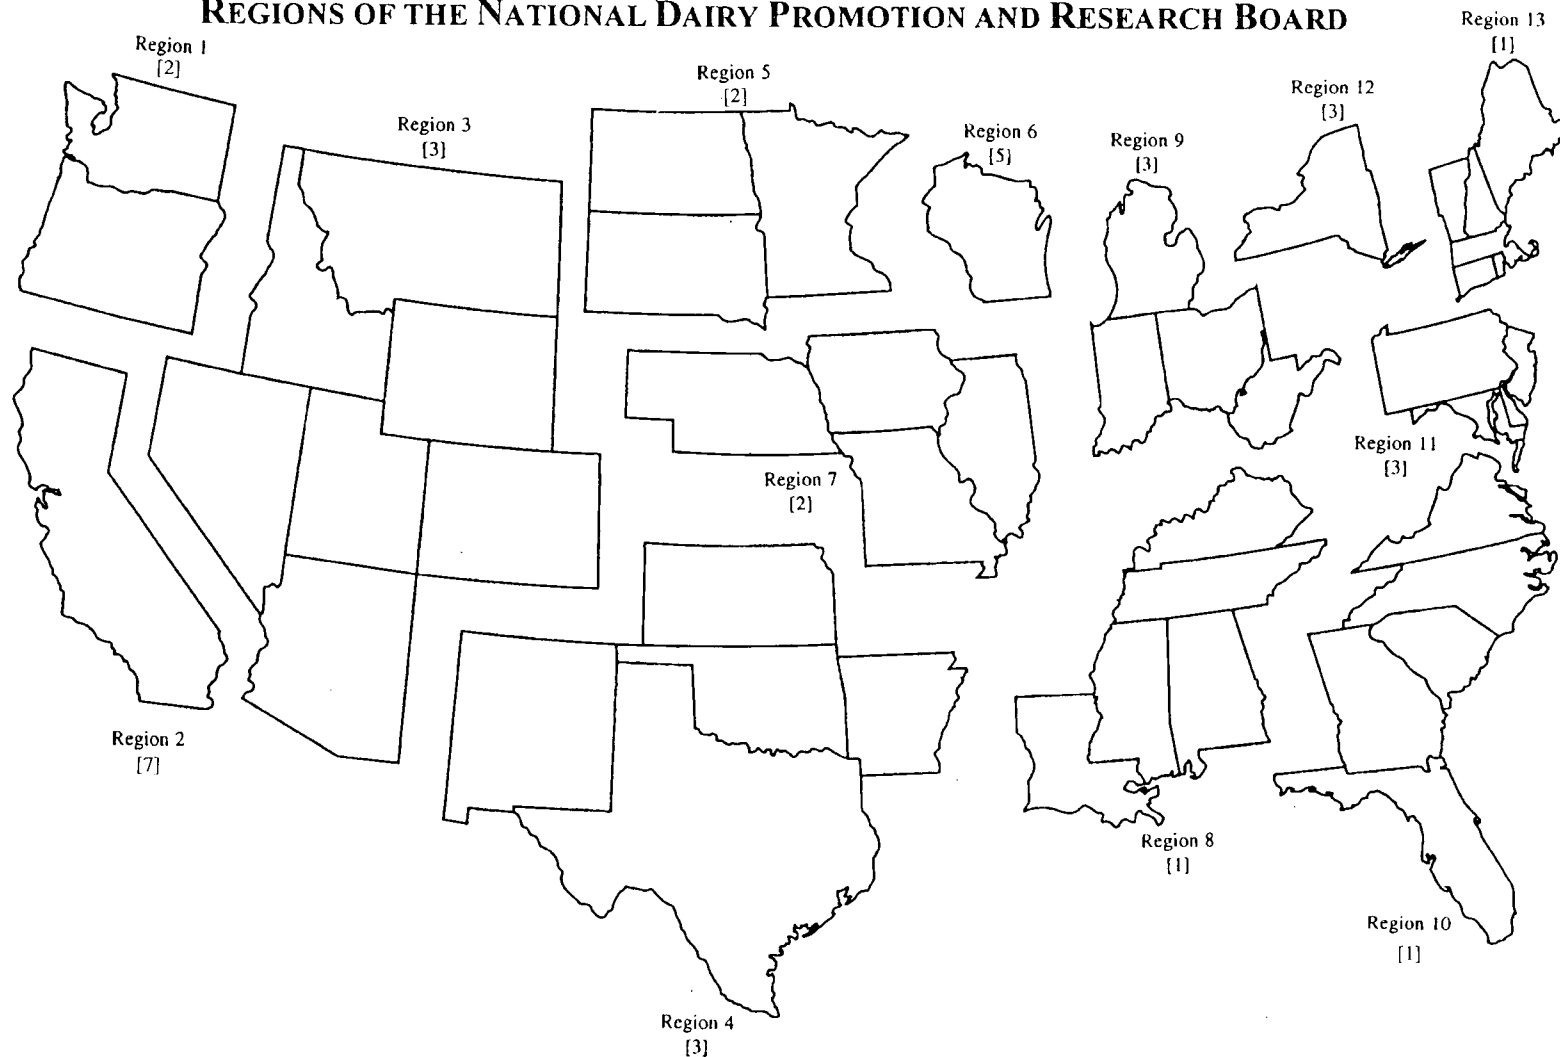 REGIONS OF THE NATIONAL DAIRY PROMOTION AND RESEARCH BOARD
Region 1
[2]
Region 3
[3]
Region 5
[2]
Region 6
[5]
Region 9
[3]
Region 12
[3]
Region 13
[1]
Region 7
[2]
Region 11
[3]
Region 2
[7]
Region 8
[1]
Region 10
[1]
Region 4
[3]